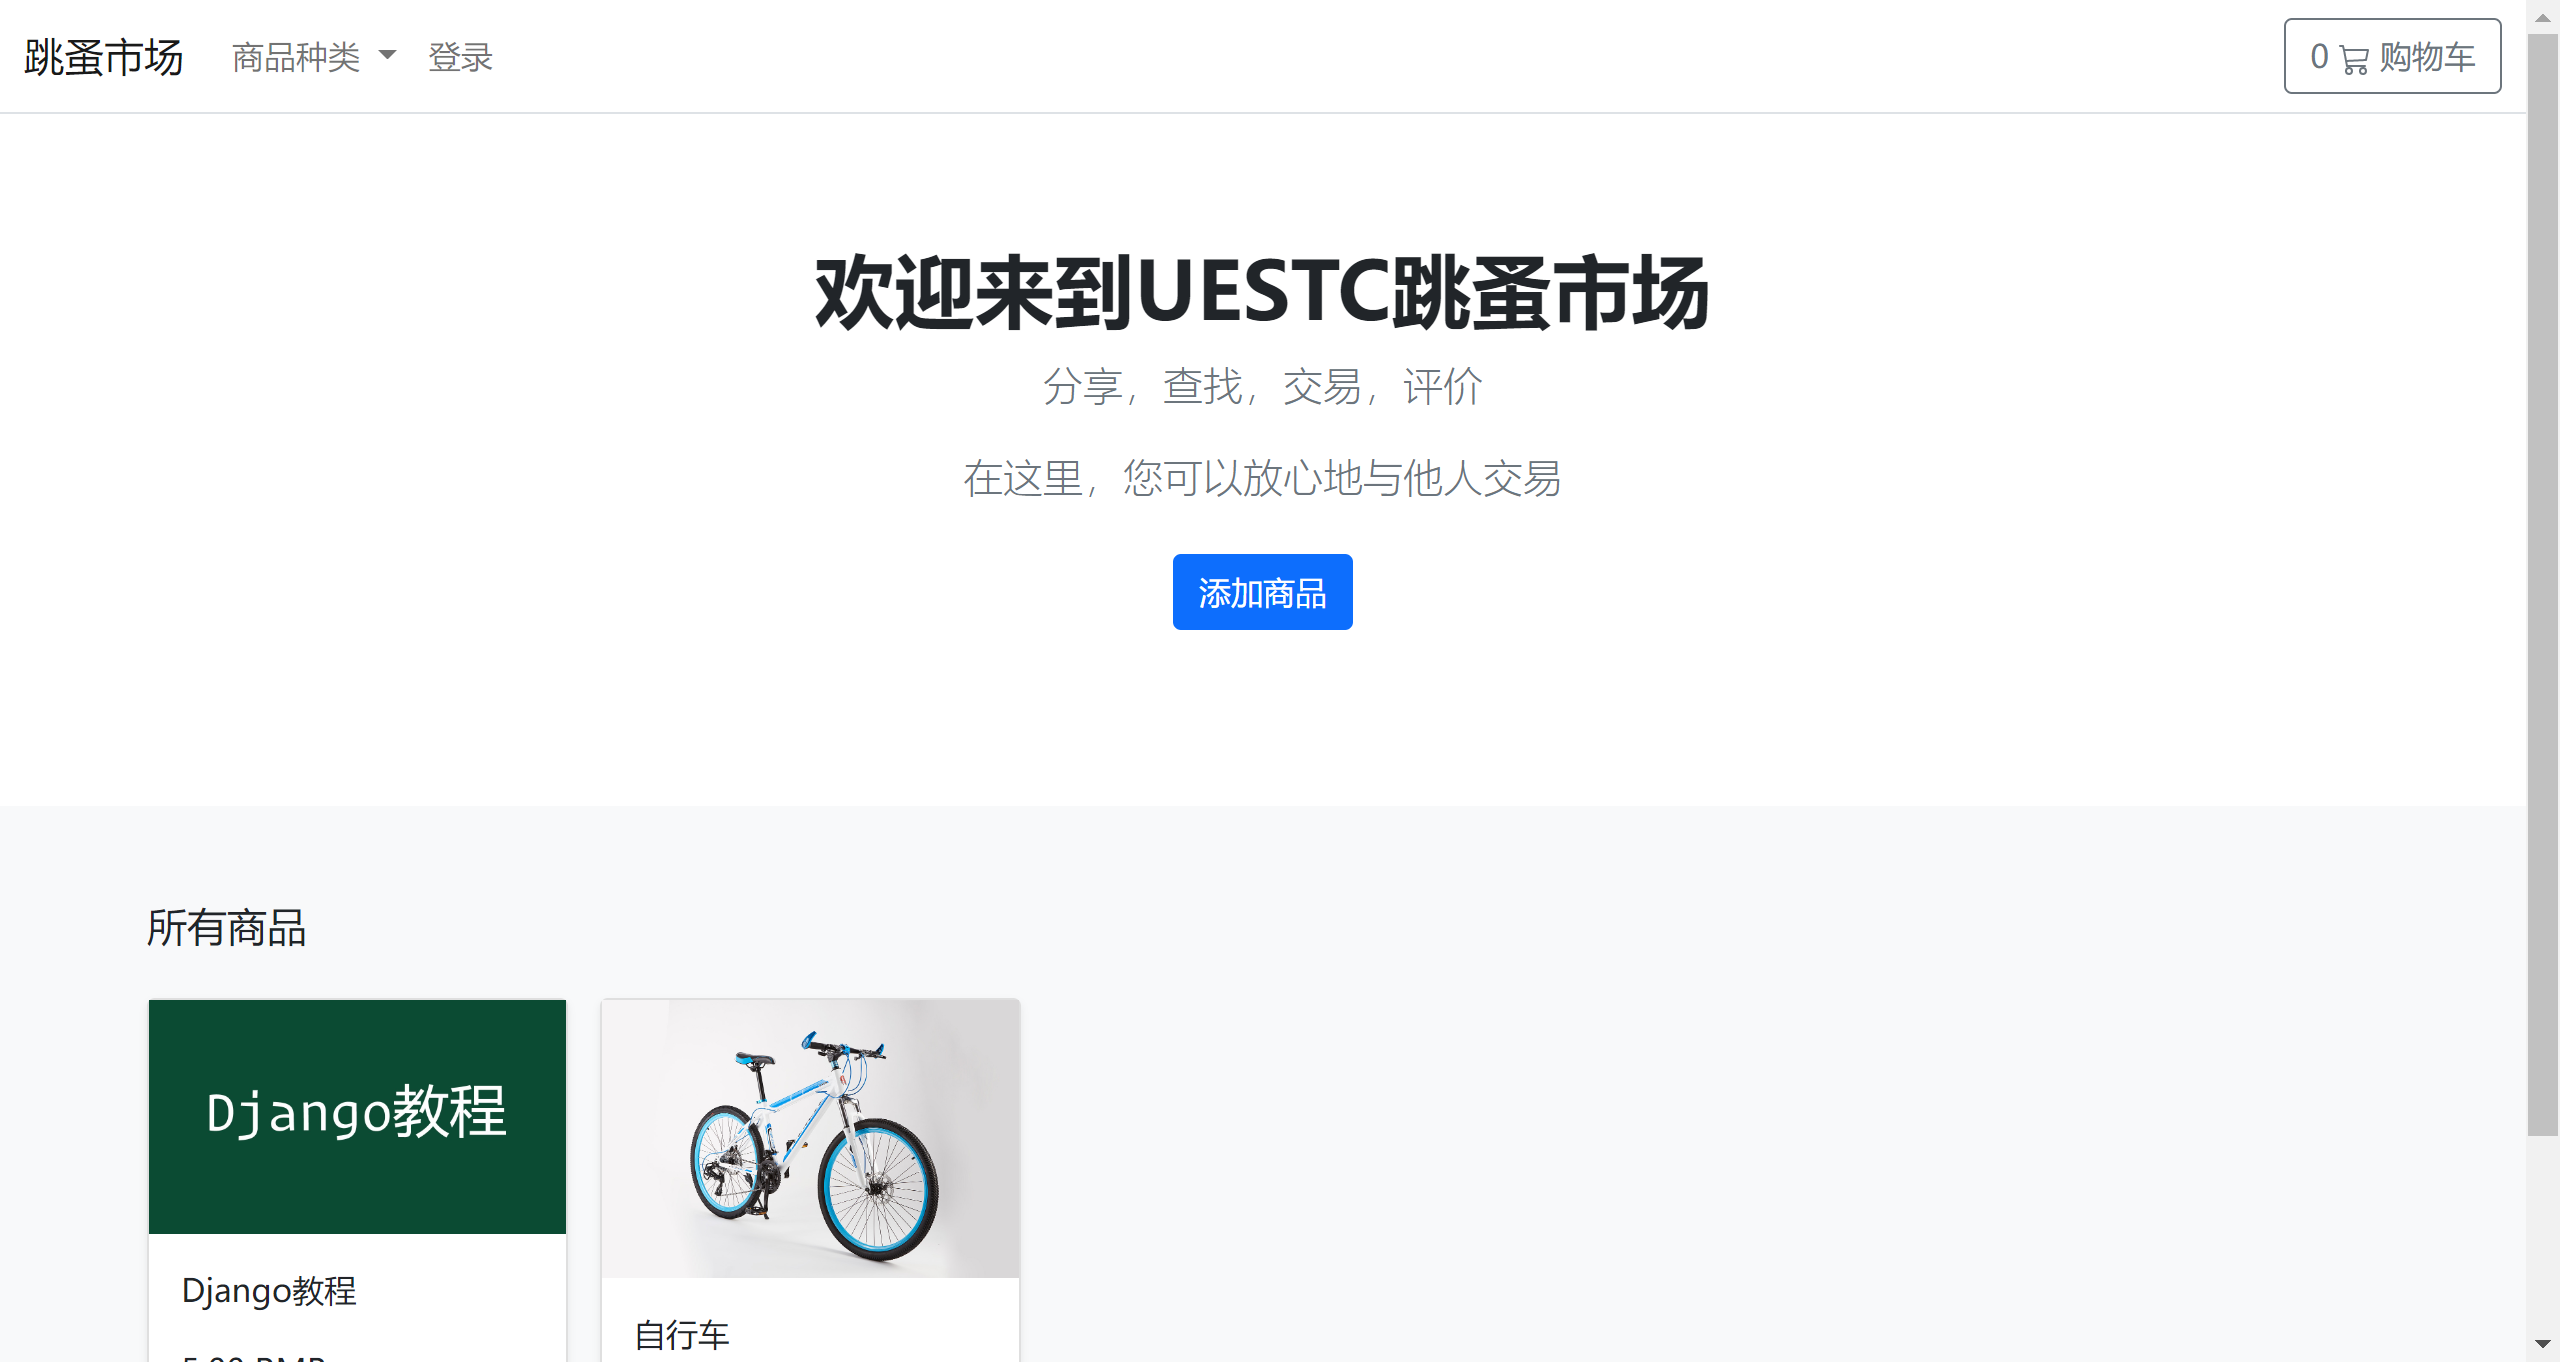 跳蚤市场 商品种类 登录 0 购物车
欢迎来到UESTC跳蚤市场
分享，查找，交易，评价
在这里，您可以放心地与他人交易
添加商品
所有商品
Django教程
Django教程
自行车